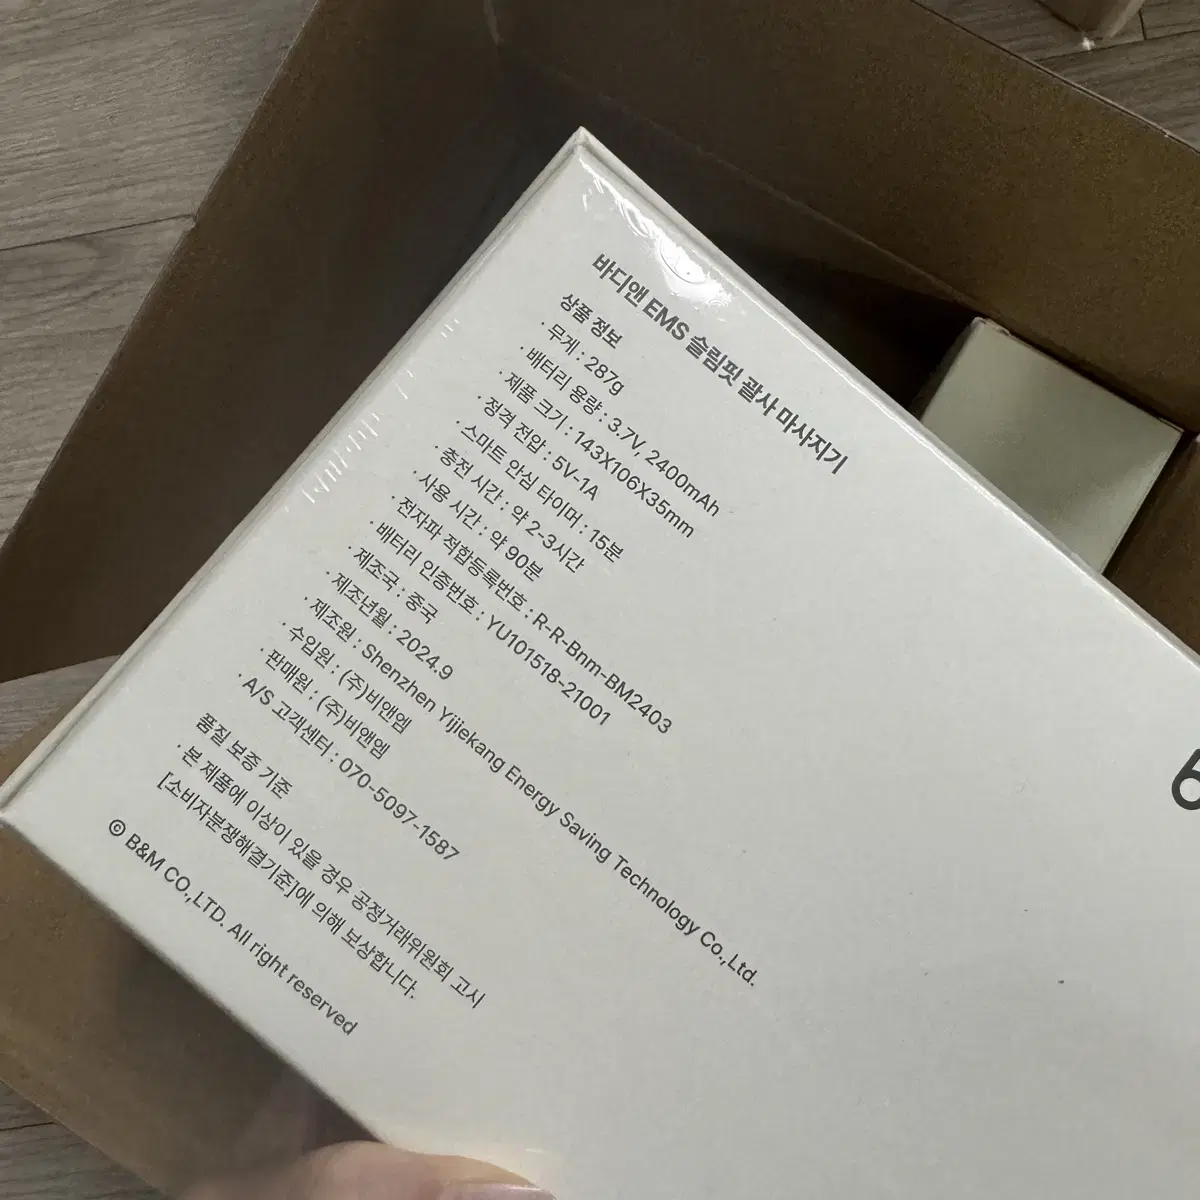 바디앤 EMS 슬림핏 괄사 마사지기
상품 정보
· 무게 : 287g
· 배터리 용량 : 3.7V, 2400mAh
· 제품 크기 : 143X106X35mm
· 정격 전압 : 5V-1A
· 스마트 안심 타이머 : 15분
· 충전 시간 : 약 2-3시간
· 사용 시간 : 약 90분
· 전자파 적합등록번호 : R-R-Bnm-BM2403
· 배터리 인증번호 : YU101518-21001
· 제조국 : 중국
· 제조년월 : 2024.9
· 제조원 : Shenzhen Yijiekang Energy Saving Technology Co.,Ltd.
· 수입원 : (주)비앤엠
· 판매원 : (주)비앤엠
· A/S 고객센터 : 070-5097-1587
품질 보증 기준
· 본 제품에 이상이 있을 경우 공정거래위원회 고시
[소비자분쟁해결기준]에 의해 보상합니다.
ⓒ B&M CO.,LTD. All right reserved